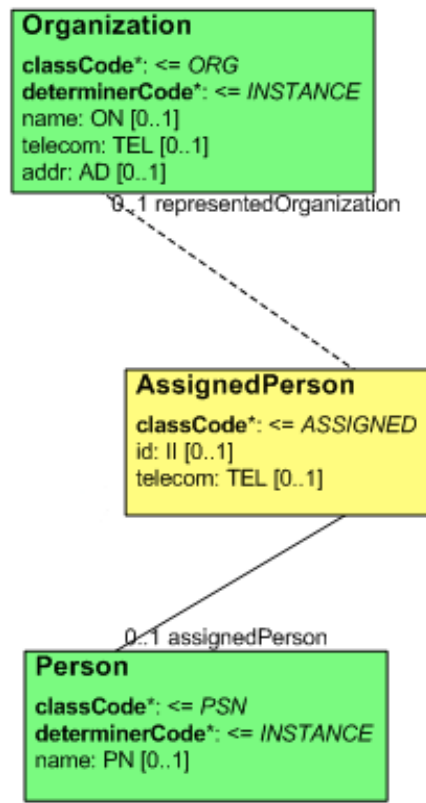 Organization
classCode*: <= ORG
determinerCode*: <= INSTANCE
name: ON [0..1]
telecom: TEL [0..1]
addr: AD [0..1]
0..1 representedOrganization
AssignedPerson
classCode*: <= ASSIGNED
id: II [0..1]
telecom: TEL [0..1]
0..1 assignedPerson
Person
classCode*: <= PSN
determinerCode*: <= INSTANCE
name: PN [0..1]